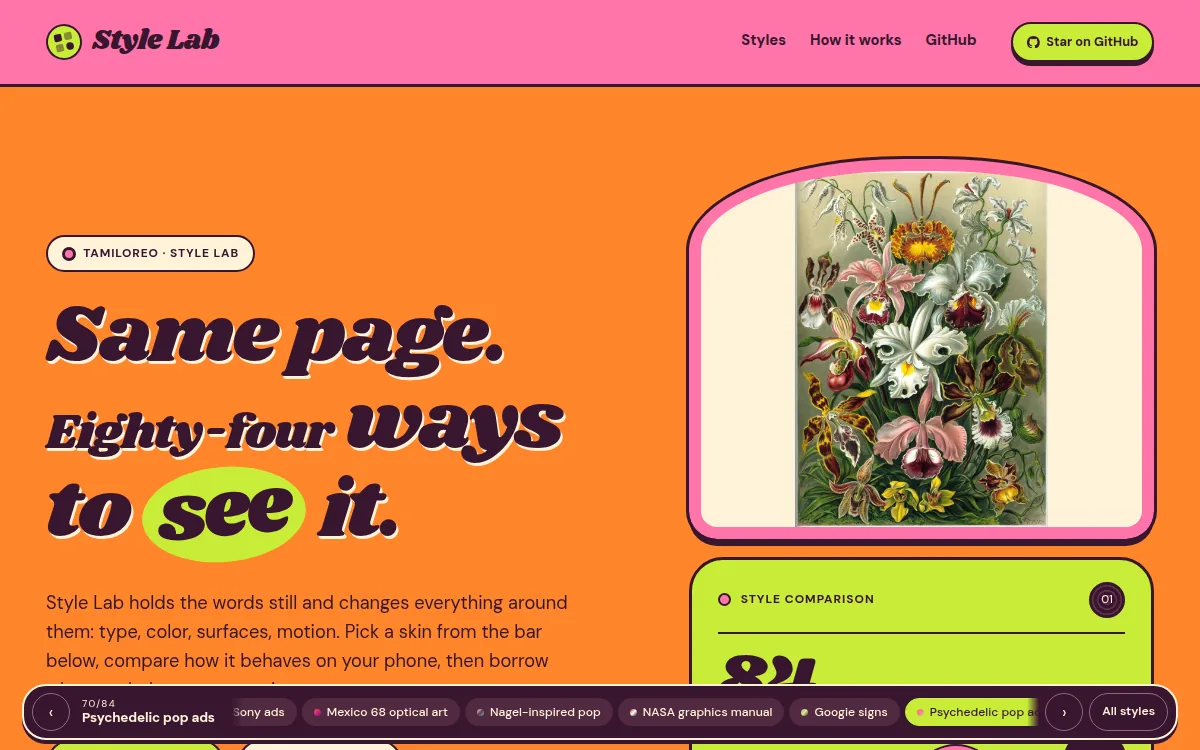 Style Lab
Styles
How it works
GitHub
Star on GitHub
TAMILOREO · STYLE LAB
Same page.
Eighty-four ways
to see it.
Style Lab holds the words still and changes everything around
them: type, color, surfaces, motion. Pick a skin from the bar
below, compare how it behaves on your phone, then borrow
STYLE COMPARISON
01
84
‹
70/84
Psychedelic pop ads
Sony ads
Mexico 68 optical art
Nagel-inspired pop
NASA graphics manual
Google signs
Psychedelic pop
›
All styles